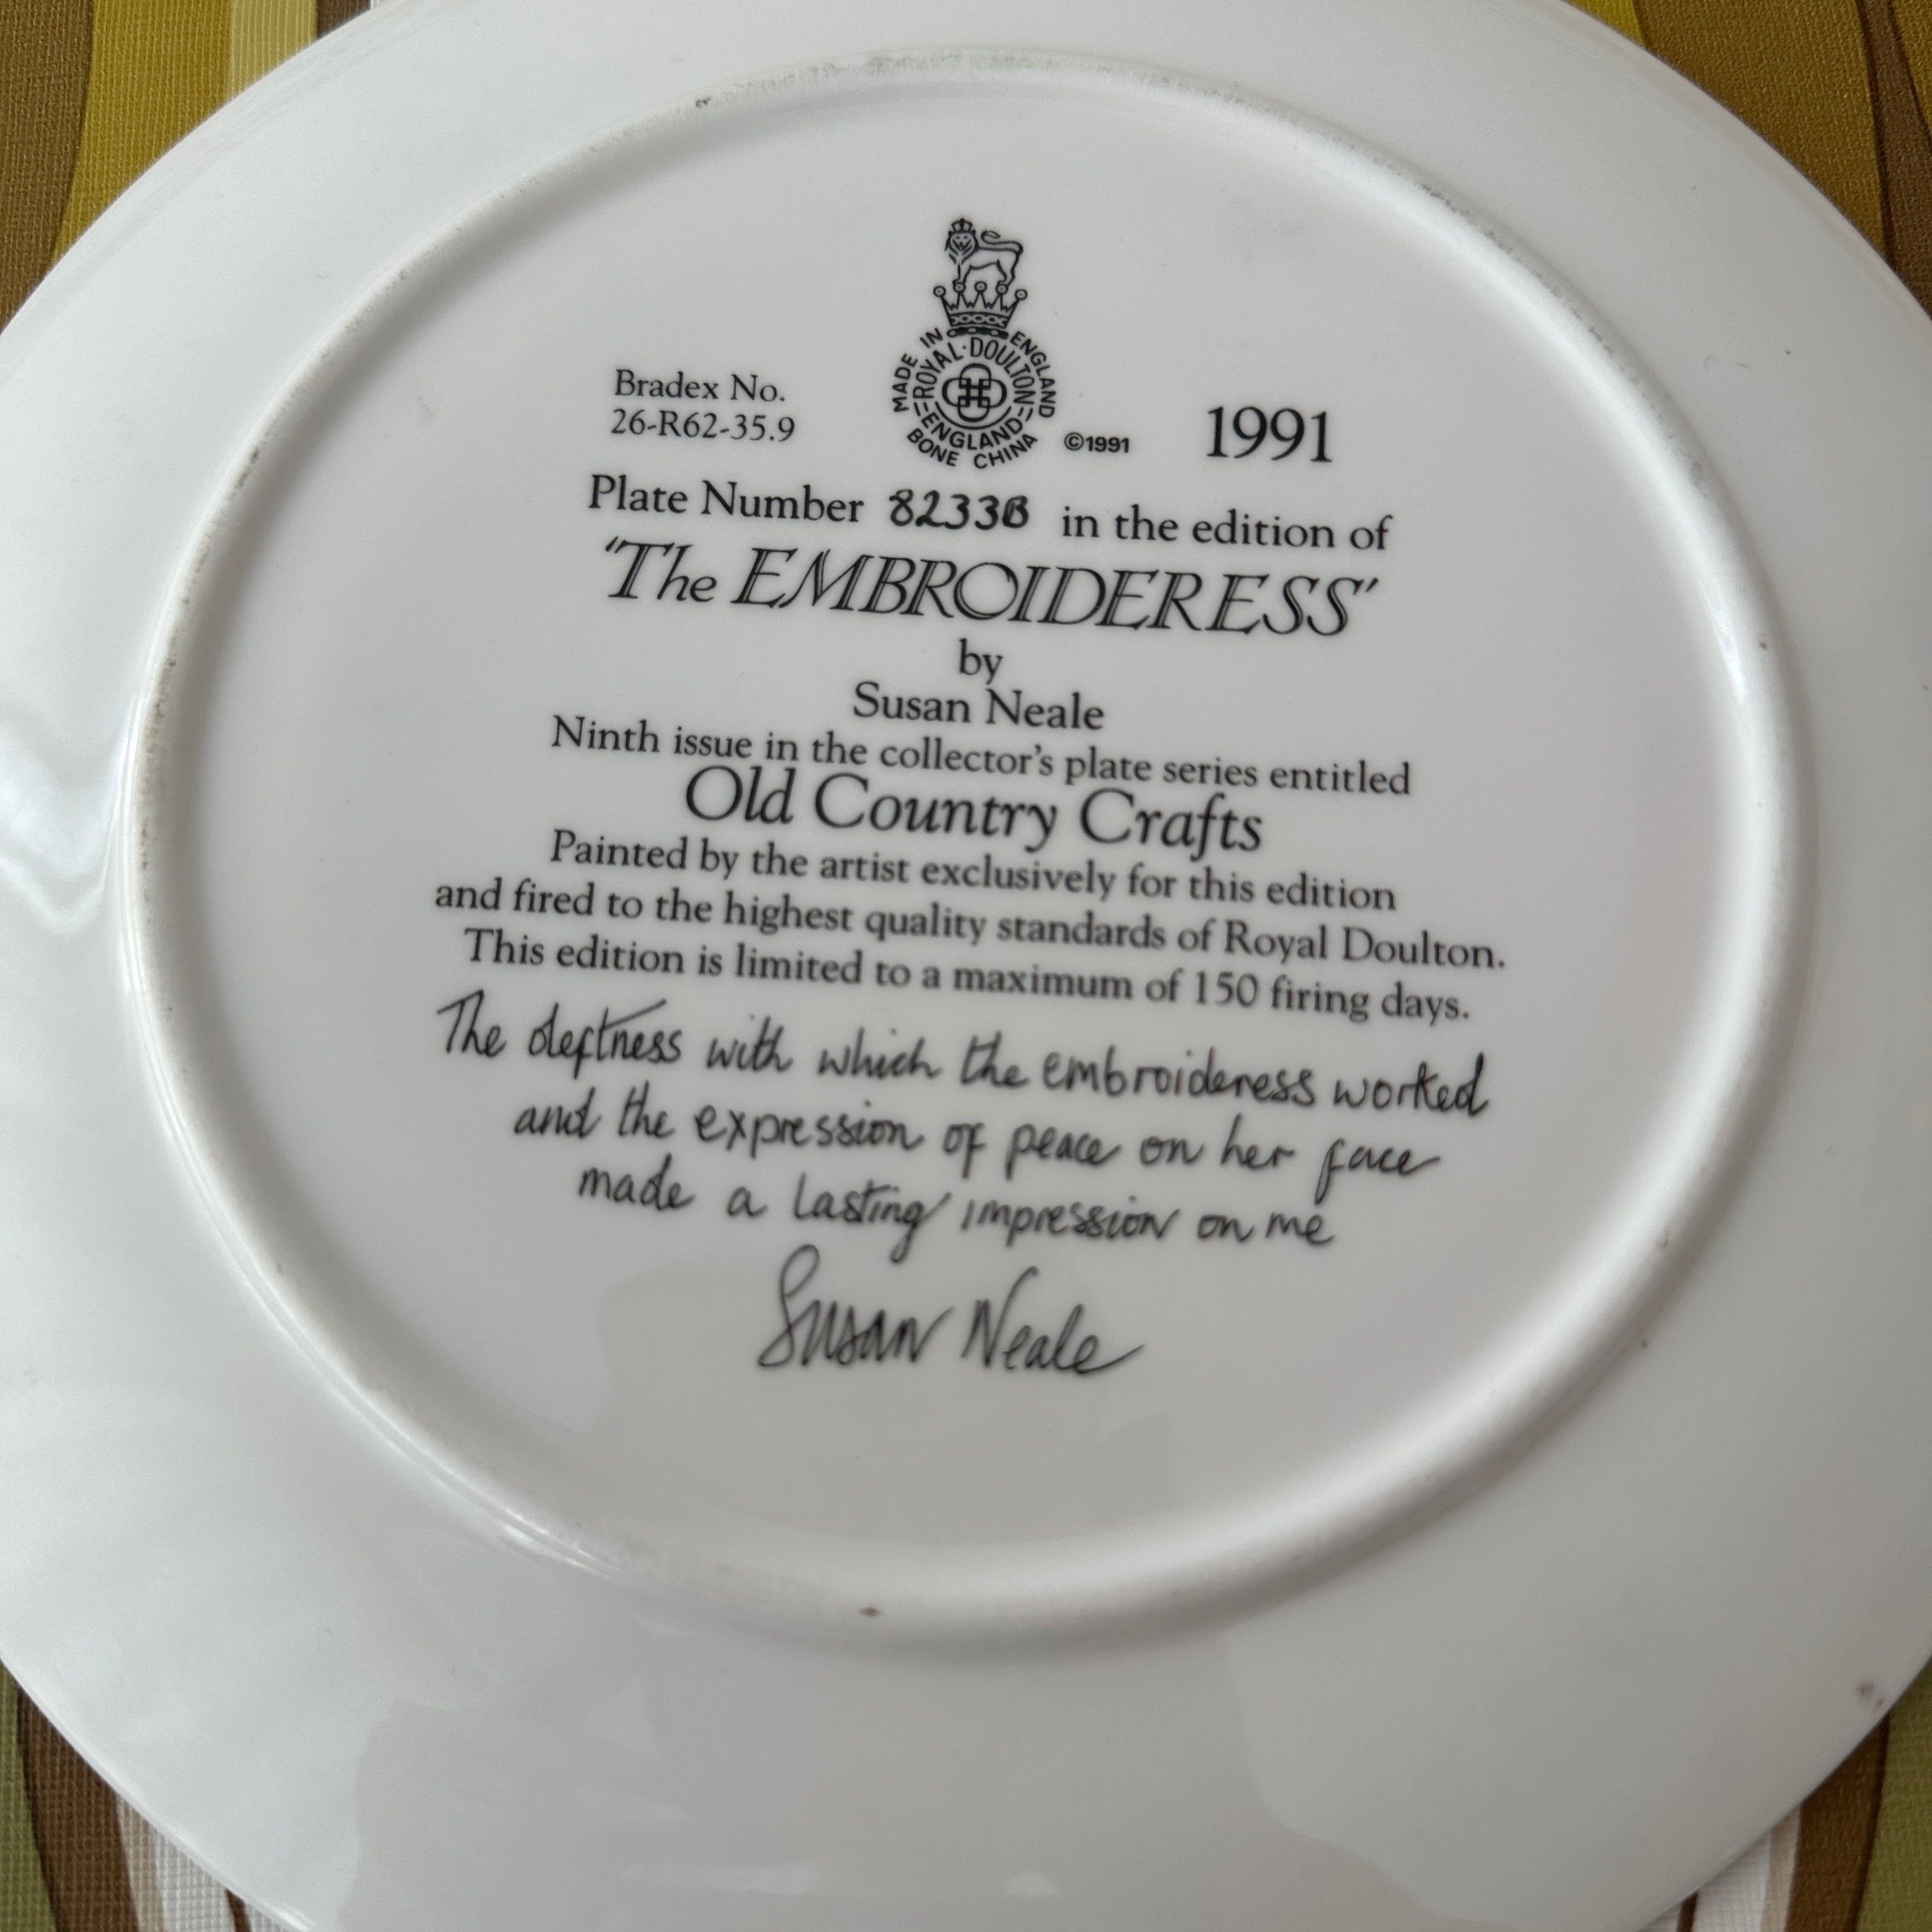 MADE IN ENGLAND
ROYAL·DOULTON
ENGLAND
BONE CHINA
Bradex No.
26-R62-35.9
©1991
1991
Plate Number 8233B in the edition of
'The EMBROIDERESS'
by
Susan Neale
Ninth issue in the collector's plate series entitled
Old Country Crafts
Painted by the artist exclusively for this edition
and fired to the highest quality standards of Royal Doulton.
This edition is limited to a maximum of 150 firing days.
The deftness with which the embroideress worked
and the expression of peace on her face
made a lasting impression on me
Susan Neale